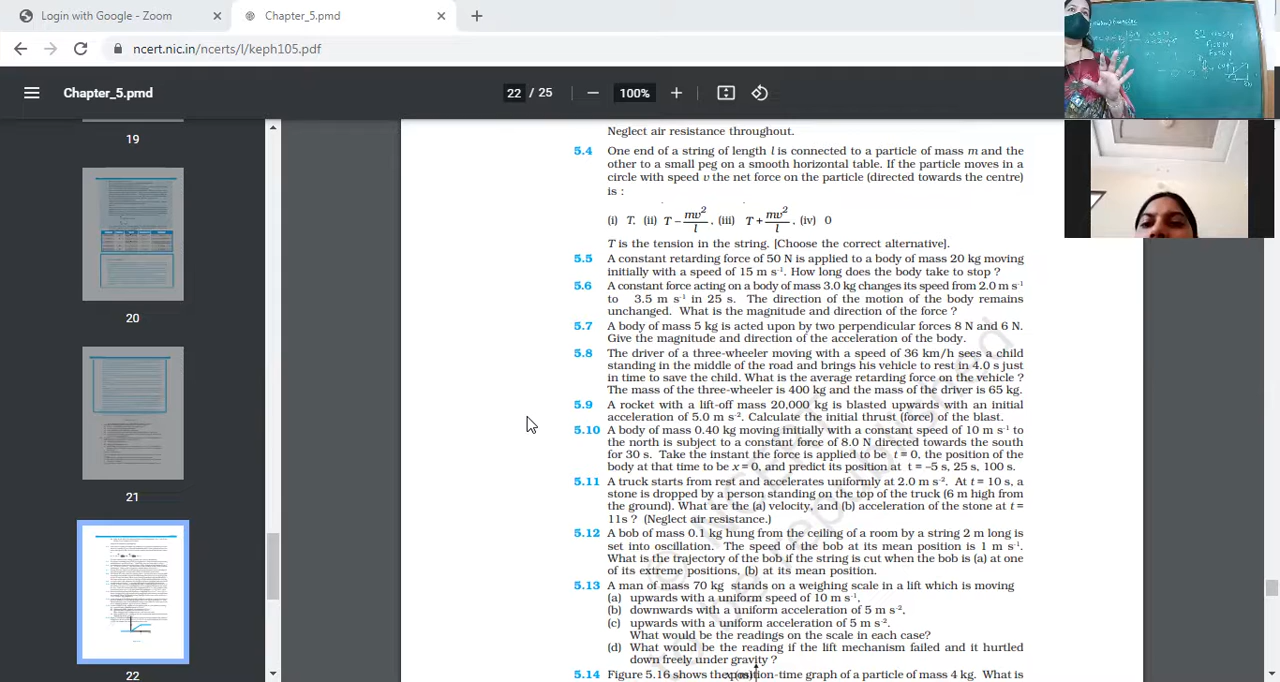 Login with Google - Zoom
Chapter_5.pmd
ncert.nic.in/ncerts/l/keph105.pdf
Chapter_5.pmd
22 / 25
100%
19
20
21
22
Neglect air resistance throughout.
5.4 One end of a string of length l is connected to a particle of mass m and the
other to a small peg on a smooth horizontal table. If the particle moves in a
circle with speed v the net force on the particle (directed towards the centre)
is :
(i) T, (ii) T − mv²/l, (iii) T + mv²/l, (iv) 0
T is the tension in the string. [Choose the correct alternative].
5.5 A constant retarding force of 50 N is applied to a body of mass 20 kg moving
initially with a speed of 15 m s⁻¹. How long does the body take to stop ?
5.6 A constant force acting on a body of mass 3.0 kg changes its speed from 2.0 m s⁻¹
to 3.5 m s⁻¹ in 25 s. The direction of the motion of the body remains
unchanged. What is the magnitude and direction of the force ?
5.7 A body of mass 5 kg is acted upon by two perpendicular forces 8 N and 6 N.
Give the magnitude and direction of the acceleration of the body.
5.8 The driver of a three-wheeler moving with a speed of 36 km/h sees a child
standing in the middle of the road and brings his vehicle to rest in 4.0 s just
in time to save the child. What is the average retarding force on the vehicle ?
The mass of the three-wheeler is 400 kg and the mass of the driver is 65 kg.
5.9 A rocket with a lift-off mass 20,000 kg is blasted upwards with an initial
acceleration of 5.0 m s⁻². Calculate the initial thrust (force) of the blast.
5.10 A body of mass 0.40 kg moving initially with a constant speed of 10 m s⁻¹ to
the north is subject to a constant force of 8.0 N directed towards the south
for 30 s. Take the instant the force is applied to be t = 0, the position of the
body at that time to be x = 0, and predict its position at t = –5 s, 25 s, 100 s.
5.11 A truck starts from rest and accelerates uniformly at 2.0 m s⁻². At t = 10 s, a
stone is dropped by a person standing on the top of the truck (6 m high from
the ground). What are the (a) velocity, and (b) acceleration of the stone at t =
11s ? (Neglect air resistance.)
5.12 A bob of mass 0.1 kg hung from the ceiling of a room by a string 2 m long is
set into oscillation. The speed of the bob at its mean position is 1 m s⁻¹.
What is the trajectory of the bob if the string is cut when the bob is (a) at one
of its extreme positions, (b) at its mean position.
5.13 A man of mass 70 kg stands on a weighing scale in a lift which is moving
(a) upwards with a uniform speed of 10 m s⁻¹,
(b) downwards with a uniform acceleration of 5 m s⁻²,
(c) upwards with a uniform acceleration of 5 m s⁻².
What would be the readings on the scale in each case?
(d) What would be the reading if the lift mechanism failed and it hurtled
down freely under gravity ?
5.14 Figure 5.16 shows the position-time graph of a particle of mass 4 kg. What is